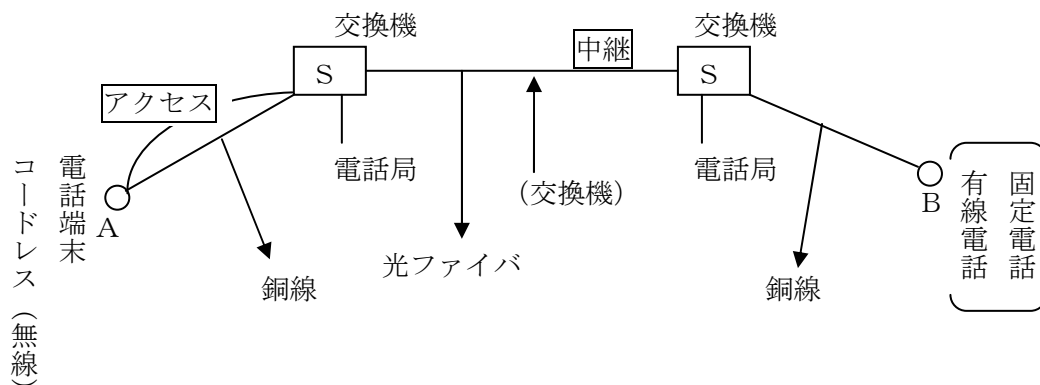 交換機
交換機
中継
S
S
アクセス
電話局
電話局
(交換機)
電話端末
コードレス(無線)
A
B
固定電話
有線電話
光ファイバ
銅線
銅線